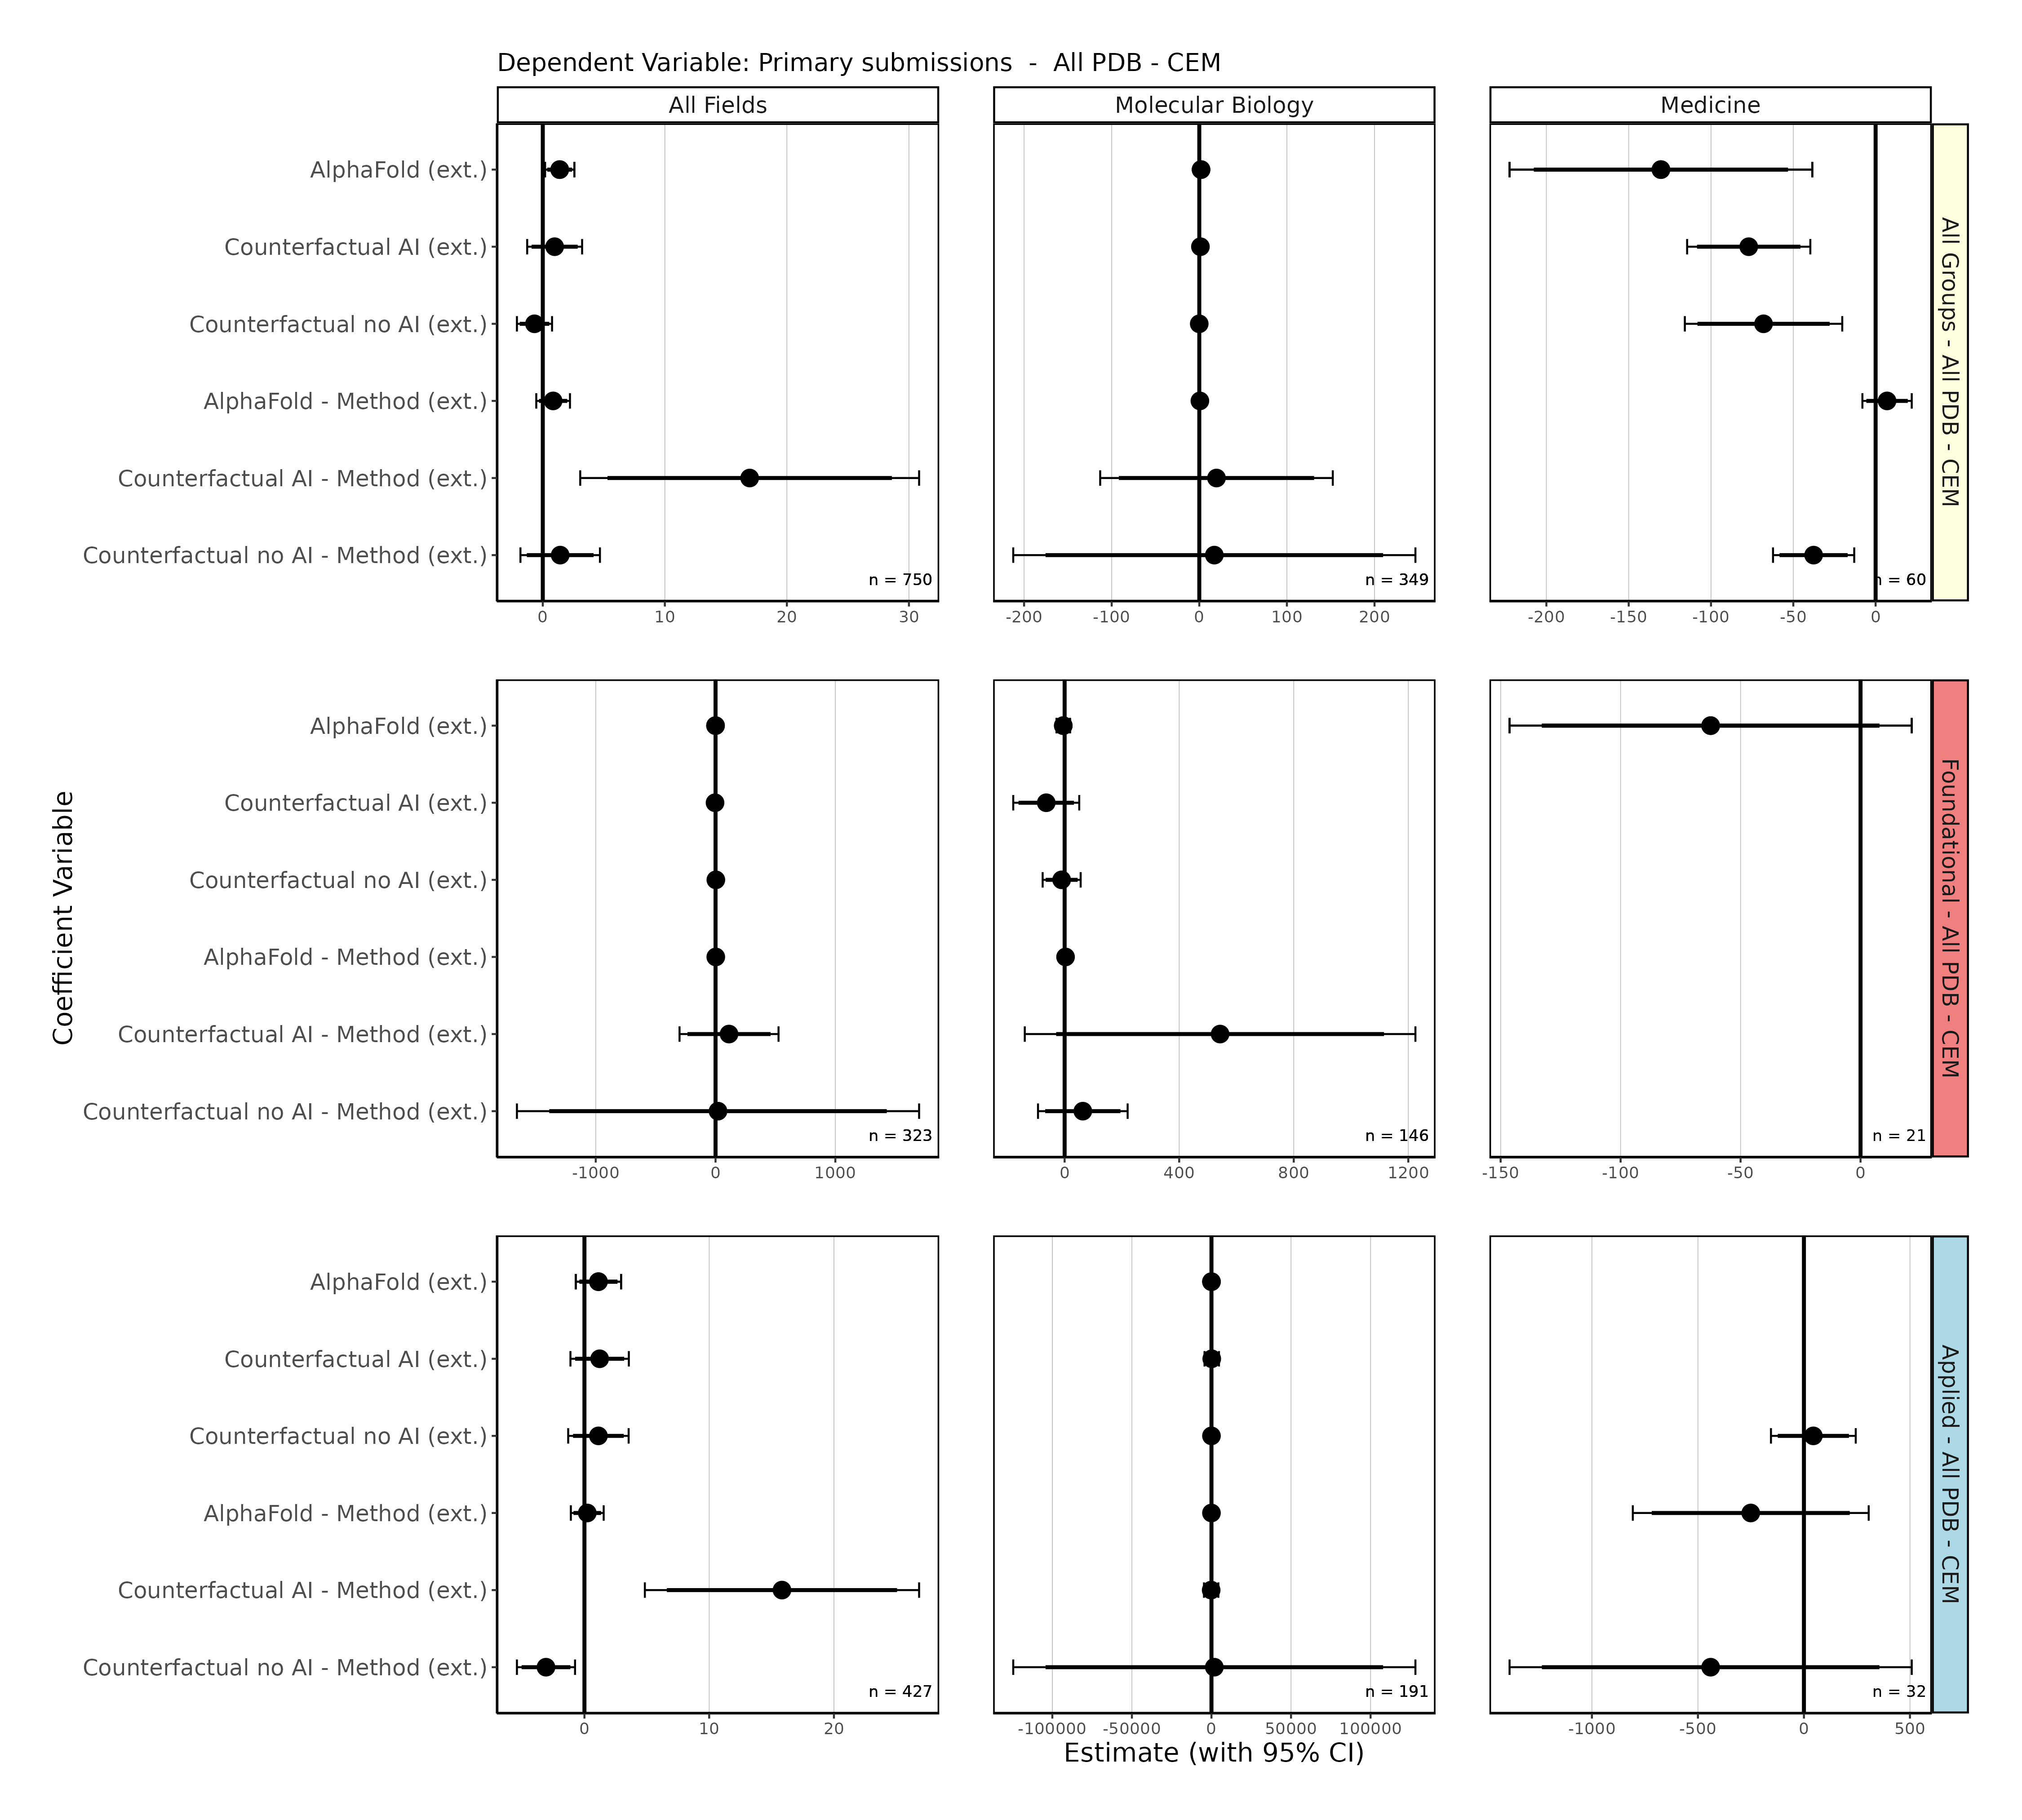 Dependent Variable: Primary submissions - All PDB - CEM
All Fields
Molecular Biology
Medicine
AlphaFold (ext.)
Counterfactual AI (ext.)
Counterfactual no AI (ext.)
AlphaFold - Method (ext.)
Counterfactual AI - Method (ext.)
Counterfactual no AI - Method (ext.)
n = 750
n = 349
n = 60
0 10 20 30
-200 -100 0 100 200
-200 -150 -100 -50 0
All Groups - All PDB - CEM
Coefficient Variable
AlphaFold (ext.)
Counterfactual AI (ext.)
Counterfactual no AI (ext.)
AlphaFold - Method (ext.)
Counterfactual AI - Method (ext.)
Counterfactual no AI - Method (ext.)
n = 323
n = 146
n = 21
-1000 0 1000
0 400 800 1200
-150 -100 -50 0
Foundational - All PDB - CEM
AlphaFold (ext.)
Counterfactual AI (ext.)
Counterfactual no AI (ext.)
AlphaFold - Method (ext.)
Counterfactual AI - Method (ext.)
Counterfactual no AI - Method (ext.)
n = 427
n = 191
n = 32
0 10 20
-100000 -50000 0 50000 100000
-1000 -500 0 500
Applied - All PDB - CEM
Estimate (with 95% CI)